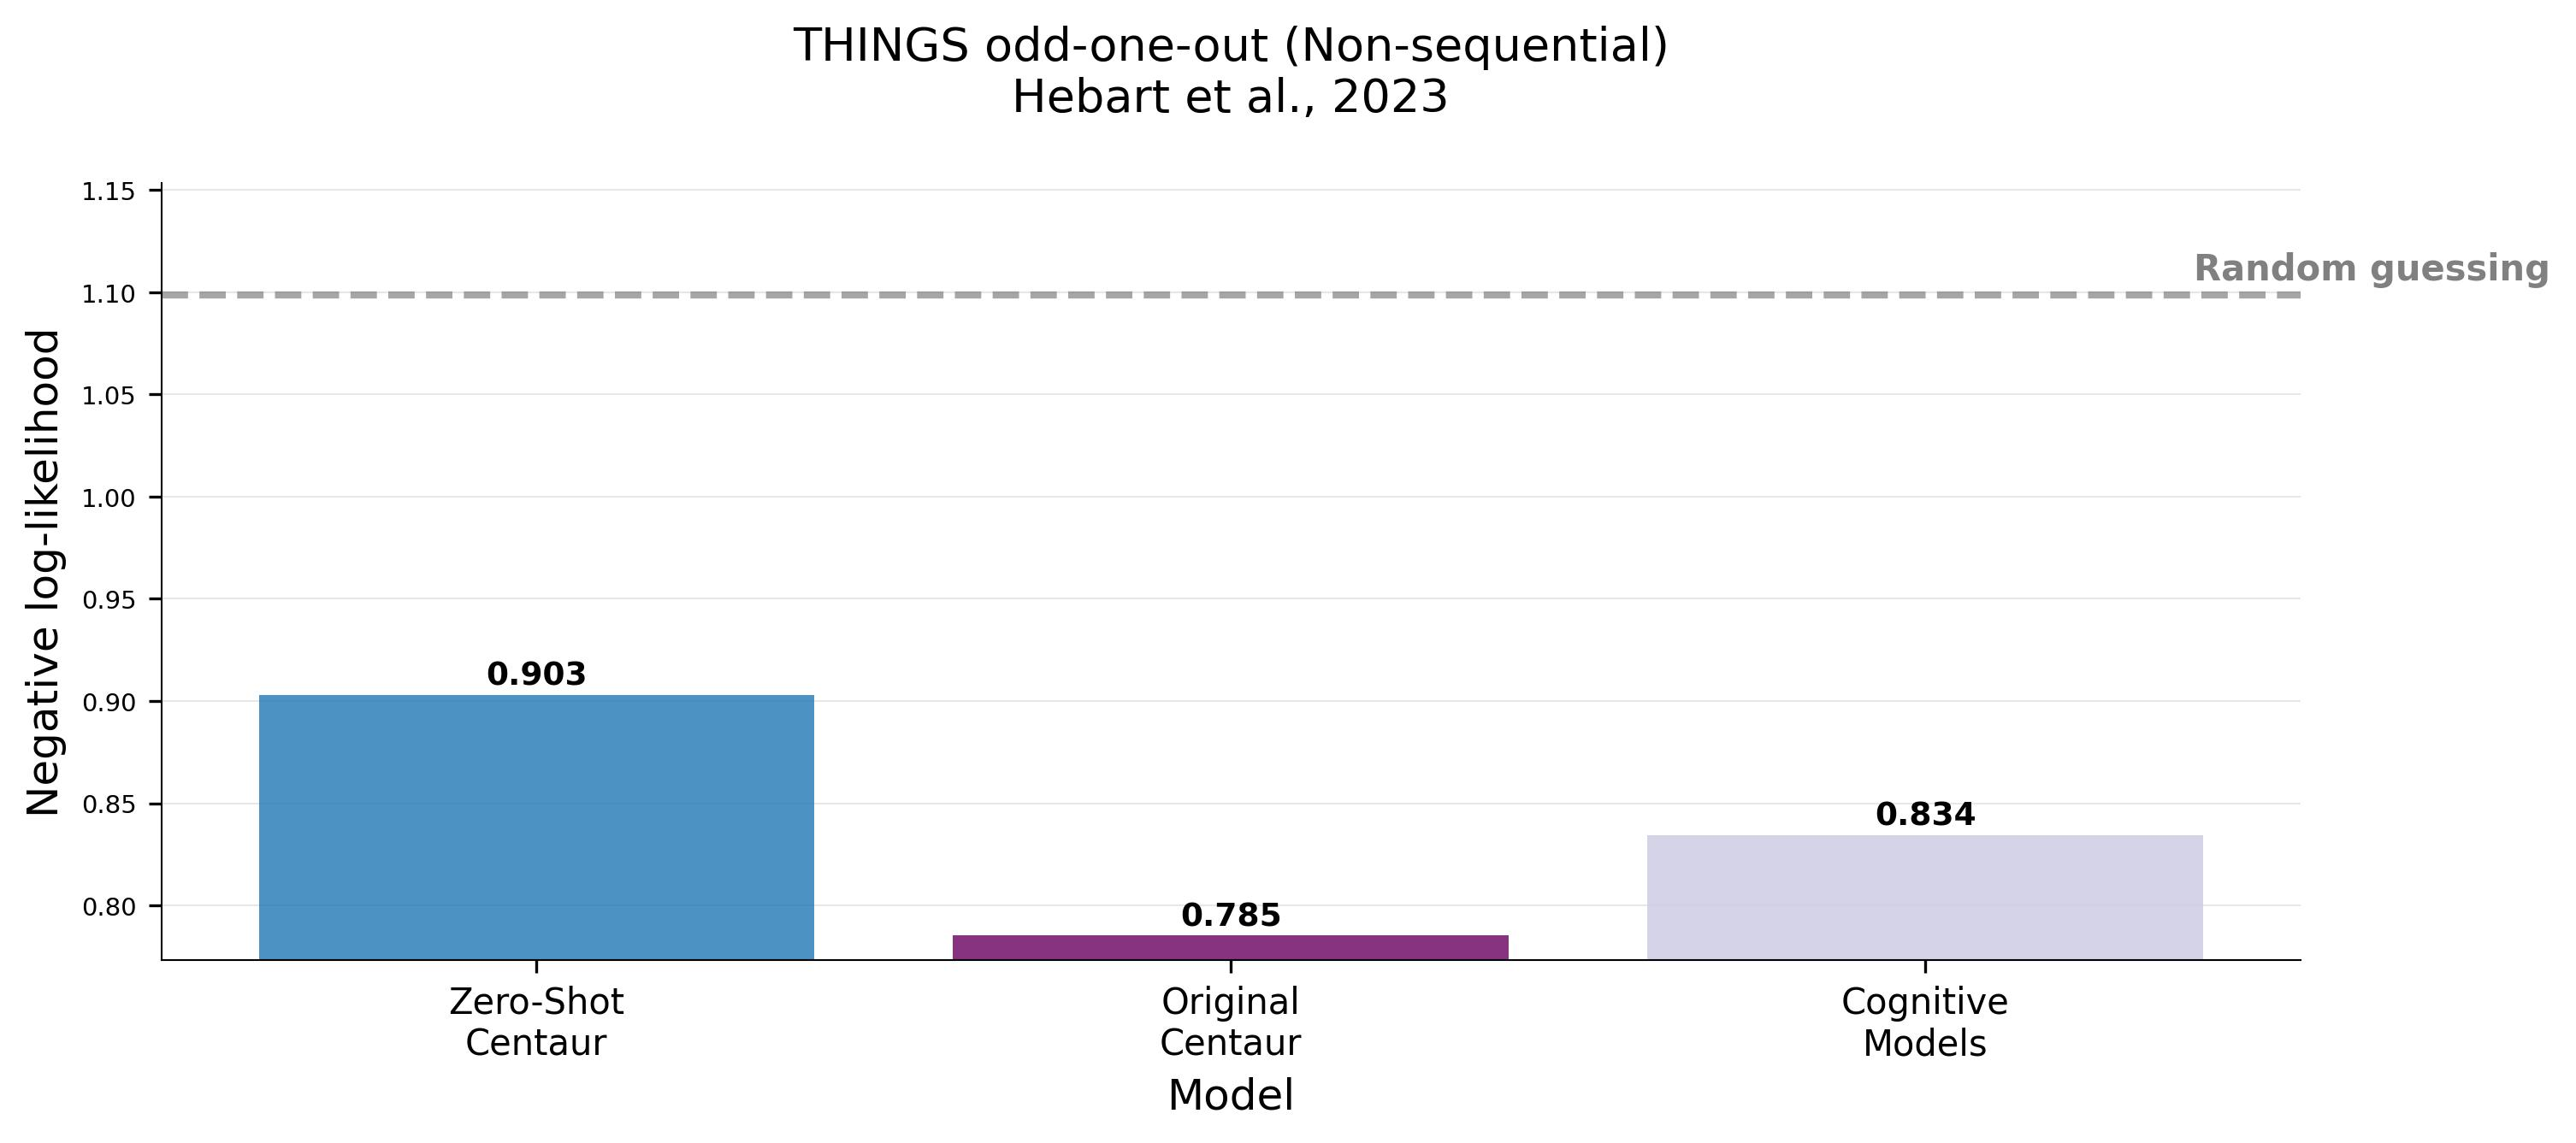 THINGS odd-one-out (Non-sequential)
Hebart et al., 2023
Negative log-likelihood
1.15
1.10
1.05
1.00
0.95
0.90
0.85
0.80
Random guessing
0.903
0.785
0.834
Zero-Shot
Centaur
Original
Centaur
Cognitive
Models
Model